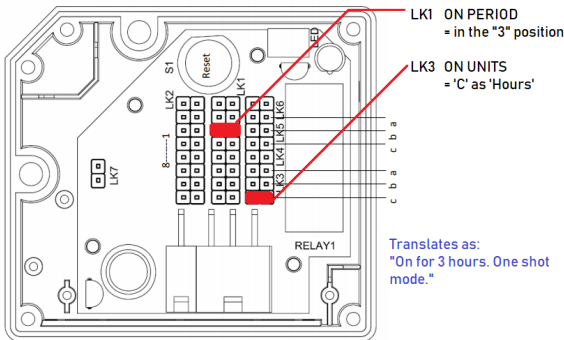 LK1 ON PERIOD
= in the "3" position
LK3 ON UNITS
= 'C' as 'Hours'
LED
S1
Reset
LK1
LK2
LK6
LK5
LK4
LK3
a
b
c
a
b
c
8------1
LK7
RELAY1
Translates as:
"On for 3 hours. One shot
mode."